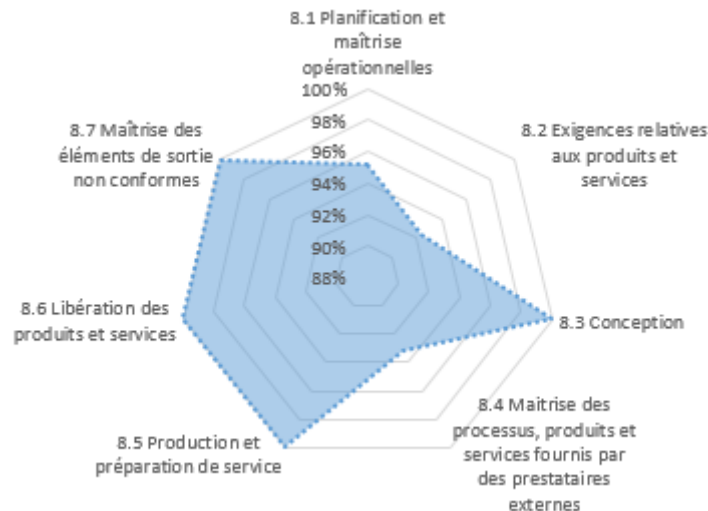 8.1 Planification et
maîtrise
opérationnelles
100%
98%
96%
94%
92%
90%
88%
8.2 Exigences relatives
aux produits et
services
8.3 Conception
8.4 Maitrise des
processus, produits et
services fournis par
des prestataires
externes
8.5 Production et
préparation de service
8.6 Libération des
produits et services
8.7 Maîtrise des
éléments de sortie
non conformes